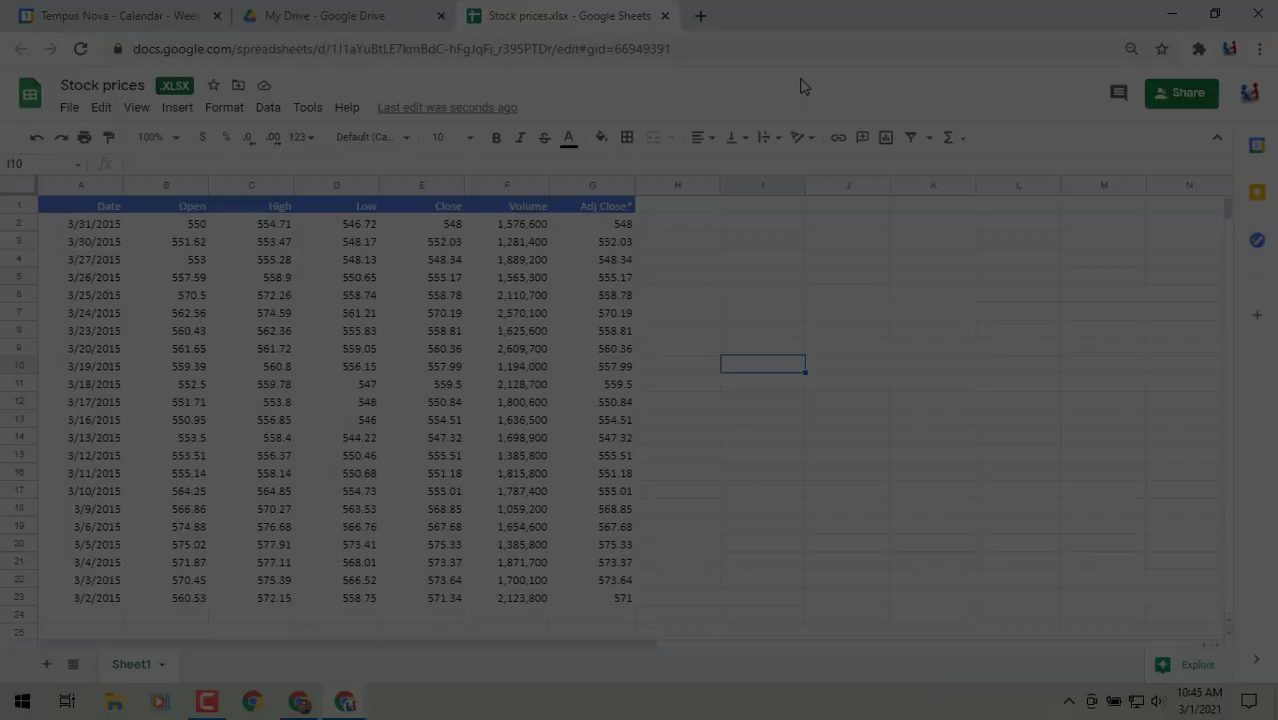 Tempus Nova - Calendar - Wee
My Drive - Google Drive
Stock prices.xlsx - Google Sheets
docs.google.com/spreadsheets/d/1J1aYuBtLE7kmBdC-hFgJqFi_r395PTDr/edit#gid=66949391
Stock prices .XLSX
Share
File Edit View Insert Format Data Tools Help Last edit was seconds ago
100% $ % .0 .00 123 Default (Ca... 10 B I S A
I10 fx
A B C D E F G H I J K L M N
1 Date Open High Low Close Volume Adj Close*
2 3/31/2015 550 554.71 546.72 548 1,576,600 548
3 3/30/2015 551.62 553.47 548.17 552.03 1,281,400 552.03
4 3/27/2015 553 555.28 548.13 548.34 1,889,200 548.34
5 3/26/2015 557.59 558.9 550.65 555.17 1,565,300 555.17
6 3/25/2015 570.5 572.26 558.74 558.78 2,110,700 558.78
7 3/24/2015 562.56 574.59 561.21 570.19 2,570,100 570.19
8 3/23/2015 560.43 562.36 555.83 558.81 1,625,600 558.81
9 3/20/2015 561.65 561.72 559.05 560.36 2,609,700 560.36
10 3/19/2015 559.39 560.8 556.15 557.99 1,194,000 557.99
11 3/18/2015 552.5 559.78 547 559.5 2,128,700 559.5
12 3/17/2015 551.71 553.8 548 550.84 1,800,600 550.84
13 3/16/2015 550.95 556.85 546 554.51 1,636,500 554.51
14 3/13/2015 553.5 558.4 544.22 547.32 1,698,900 547.32
15 3/12/2015 553.51 556.37 550.46 555.51 1,385,800 555.51
16 3/11/2015 555.14 558.14 550.68 551.18 1,815,800 551.18
17 3/10/2015 564.25 564.85 554.73 555.01 1,787,400 555.01
18 3/9/2015 566.86 570.27 563.53 568.85 1,059,200 568.85
19 3/6/2015 574.88 576.68 566.76 567.68 1,654,600 567.68
20 3/5/2015 575.02 577.91 573.41 575.33 1,385,800 575.33
21 3/4/2015 571.87 577.11 568.01 573.37 1,871,700 573.37
22 3/3/2015 570.45 575.39 566.52 573.64 1,700,100 573.64
23 3/2/2015 560.53 572.15 558.75 571.34 2,123,800 571
24
25
Sheet1
Explore
10:45 AM
3/1/2021